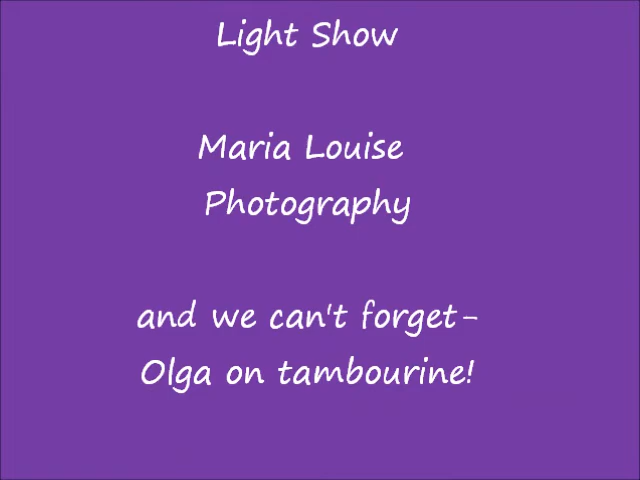 Light Show
Maria Louise
Photography
and we can't forget-
Olga on tambourine!